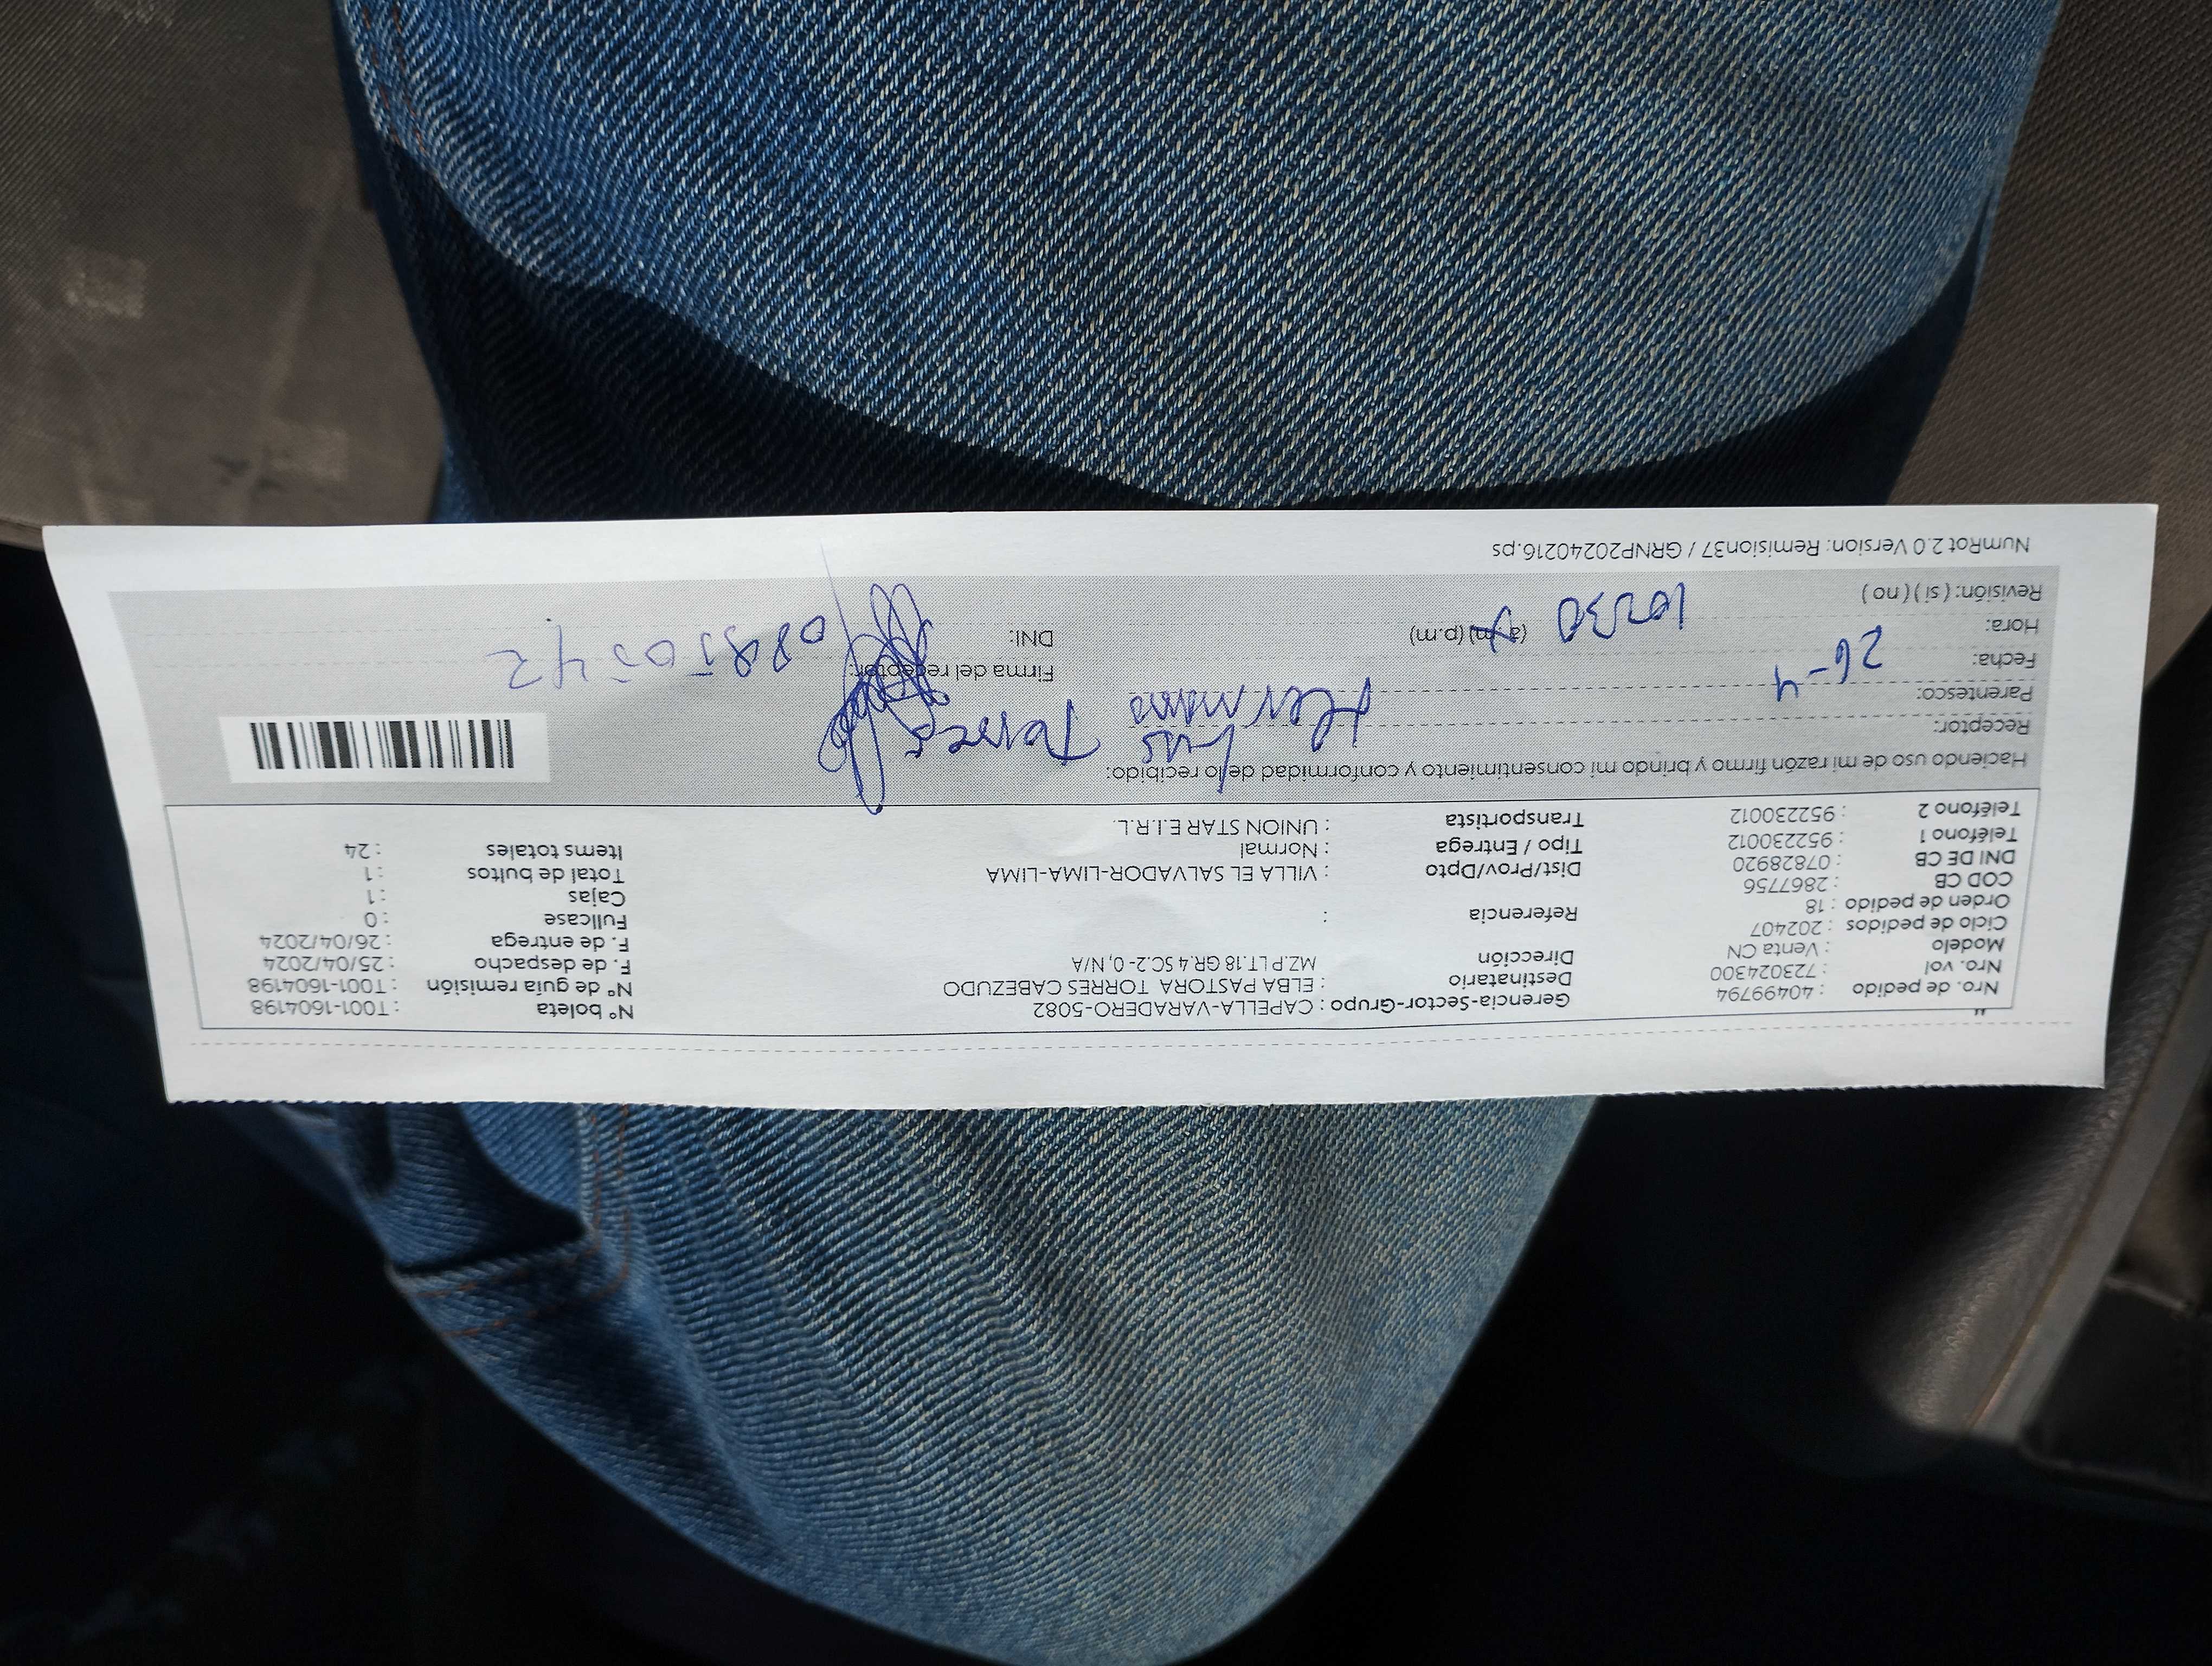 Nro. de pedido : 40499794 Gerencia-Sector-Grupo : CAPELLA-VARADERO-5082 N° boleta : T001-1604198
Nro. vol : 723024300 Destinatario : ELBA PASTORA TORRES CABEZUDO N° de guía remisión : T001-1604198
Modelo : Venta CN Dirección MZ.P LT.18 GR.4 SC.2- 0, N/A F. de despacho : 25/04/2024
Ciclo de pedidos : 202407 F. de entrega : 26/04/2024
Orden de pedido : 18 Referencia : Fullcase : 0
COD CB : 2867756 Cajas : 1
DNI DE CB : 07828920 Dist/Prov/Dpto VILLA EL SALVADOR-LIMA-LIMA Total de bultos : 1
Teléfono 1 : 952230012 Tipo / Entrega : Normal Items totales : 24
Teléfono 2 : 952230012 Transportista : UNION STAR E.I.R.L.
Haciendo uso de mi razón firmo y brindo mi consentimiento y conformidad de lo recibido:
Receptor: Luis Torres
Parentesco: Hermano
Fecha: 26-4 Firma del receptor:
Hora: 10:30 (a.m) (p.m) DNI: 08850542
Revisión: ( si ) ( no )
NumRot 2.0 Version: Remision37 / GRNP20240216.ps